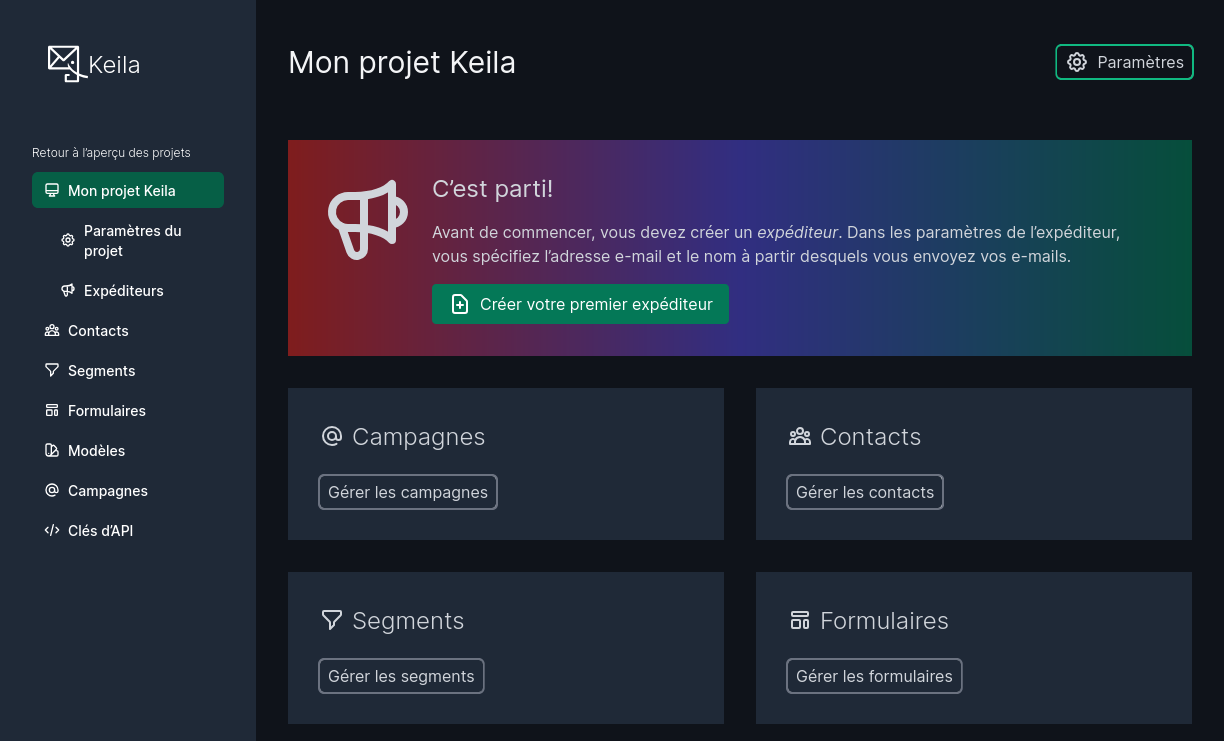 Keila
Retour à l’aperçu des projets
Mon projet Keila
Paramètres du
projet
Expéditeurs
Contacts
Segments
Formulaires
Modèles
Campagnes
Clés d’API
Mon projet Keila
Paramètres
C’est parti!
Avant de commencer, vous devez créer un expéditeur. Dans les paramètres de l’expéditeur,
vous spécifiez l’adresse e-mail et le nom à partir desquels vous envoyez vos e-mails.
Créer votre premier expéditeur
Campagnes
Gérer les campagnes
Contacts
Gérer les contacts
Segments
Gérer les segments
Formulaires
Gérer les formulaires